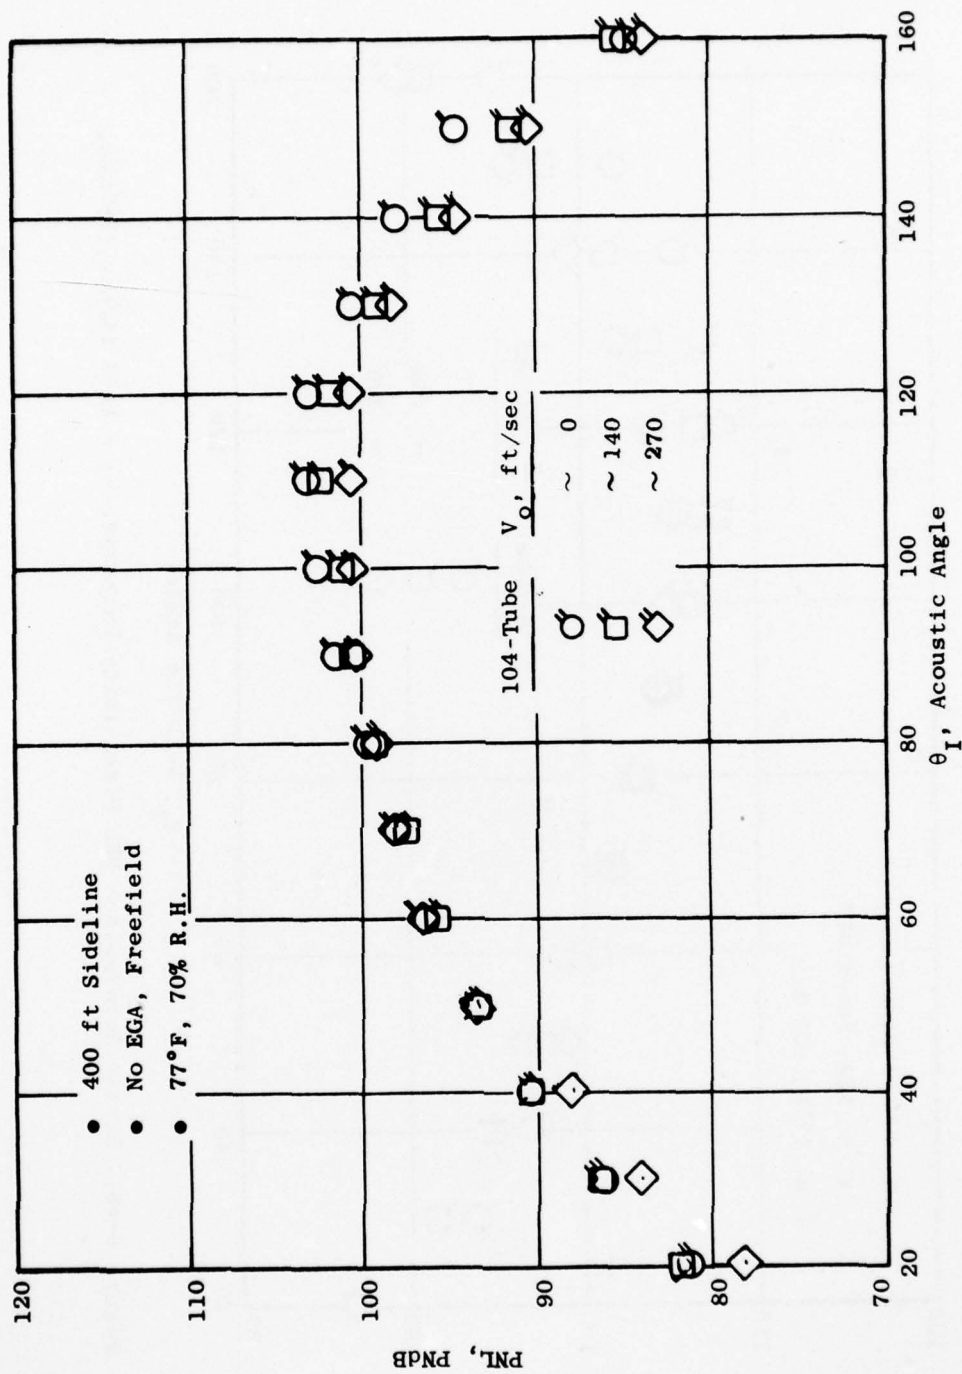 ● 400 ft Sideline
● No EGA, Freefield
● 77°F, 70% R.H.
120
110
100
90
80
70
PNL, PNdB
104-Tube V₀, ft/sec
~ 0
~ 140
~ 270
20
40
60
80
100
120
140
160
θI, Acoustic Angle